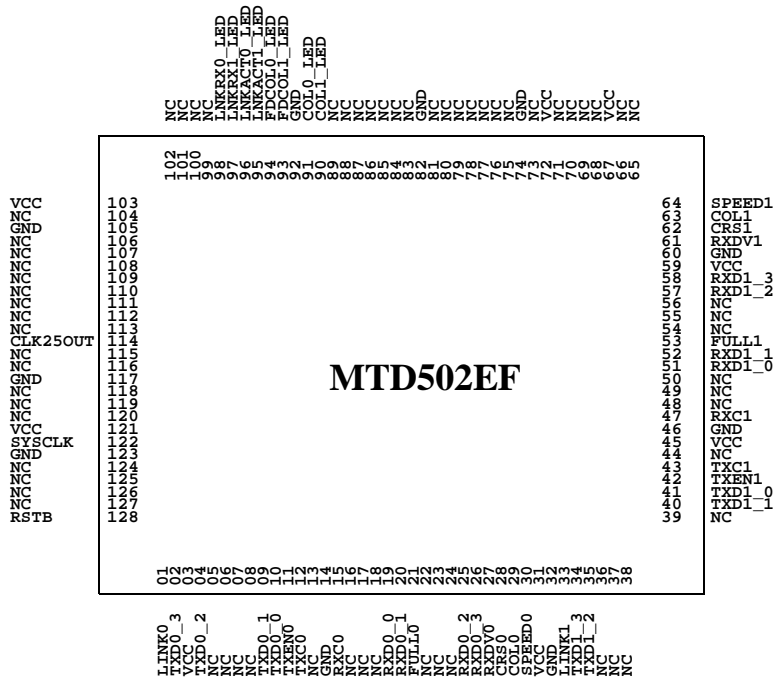 NC
NC
NC
NC
LNKRX0_LED
LNKRX1_LED
LNKACT0_LED
LNKACT1_LED
FDCOL0_LED
FDCOL1_LED
GND
COL0_LED
COL1_LED
NC
NC
NC
NC
NC
NC
NC
GND
NC
NC
NC
NC
NC
NC
NC
GND
NC
VCC
NC
NC
NC
NC
VCC
NC
NC
102
101
100
99
98
97
96
95
94
93
92
91
90
89
88
87
86
85
84
83
82
81
80
79
78
77
76
75
74
73
72
71
70
69
68
67
66
65
VCC 103
NC 104
GND 105
NC 106
NC 107
NC 108
NC 109
NC 110
NC 111
NC 112
NC 113
CLK25OUT 114
NC 115
NC 116
GND 117
NC 118
NC 119
NC 120
VCC 121
SYSCLK 122
GND 123
NC 124
NC 125
NC 126
NC 127
RSTB 128
MTD502EF
64 SPEED1
63 COL1
62 CRS1
61 RXDV1
60 GND
59 VCC
58 RXD1_3
57 RXD1_2
56 NC
55 NC
54 NC
53 FULL1
52 RXD1_1
51 RXD1_0
50 NC
49 NC
48 NC
47 RXC1
46 GND
45 VCC
44 NC
43 TXC1
42 TXEN1
41 TXD1_0
40 TXD1_1
39 NC
01
02
03
04
05
06
07
08
09
10
11
12
13
14
15
16
17
18
19
20
21
22
23
24
25
26
27
28
29
30
31
32
33
34
35
36
37
38
LINK0
TXD0_3
VCC
TXD0_2
NC
NC
NC
NC
TXD0_1
TXD0_0
TXEN0
TXC0
NC
GND
RXC0
NC
NC
NC
RXD0_0
RXD0_1
FULL0
NC
NC
NC
RXD0_2
RXD0_3
RXDV0
CRS0
COL0
SPEED0
VCC
GND
LINK1
TXD1_3
TXD1_2
NC
NC
NC